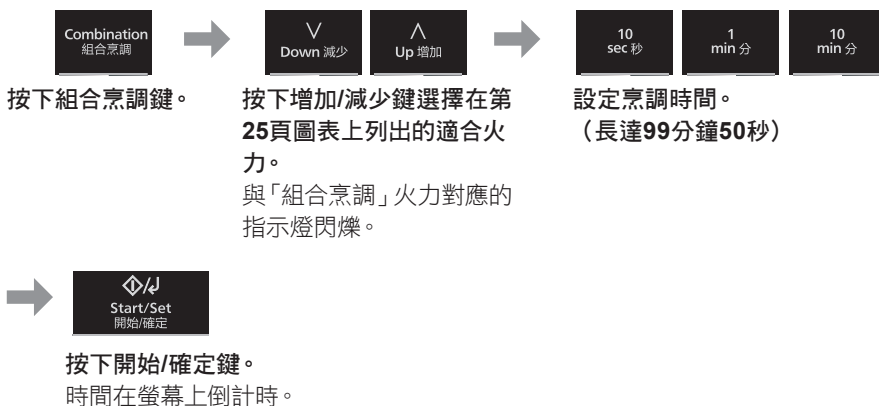 Combination
組合烹調
Down 減少
Up 增加
10
sec 秒
1
min 分
10
min 分
按下組合烹調鍵。
按下增加/減少鍵選擇在第
25頁圖表上列出的適合火
力。
與「組合烹調」火力對應的
指示燈閃爍。
設定烹調時間。
（長達99分鐘50秒）
Start/Set
開始/確定
按下開始/確定鍵。
時間在螢幕上倒計時。